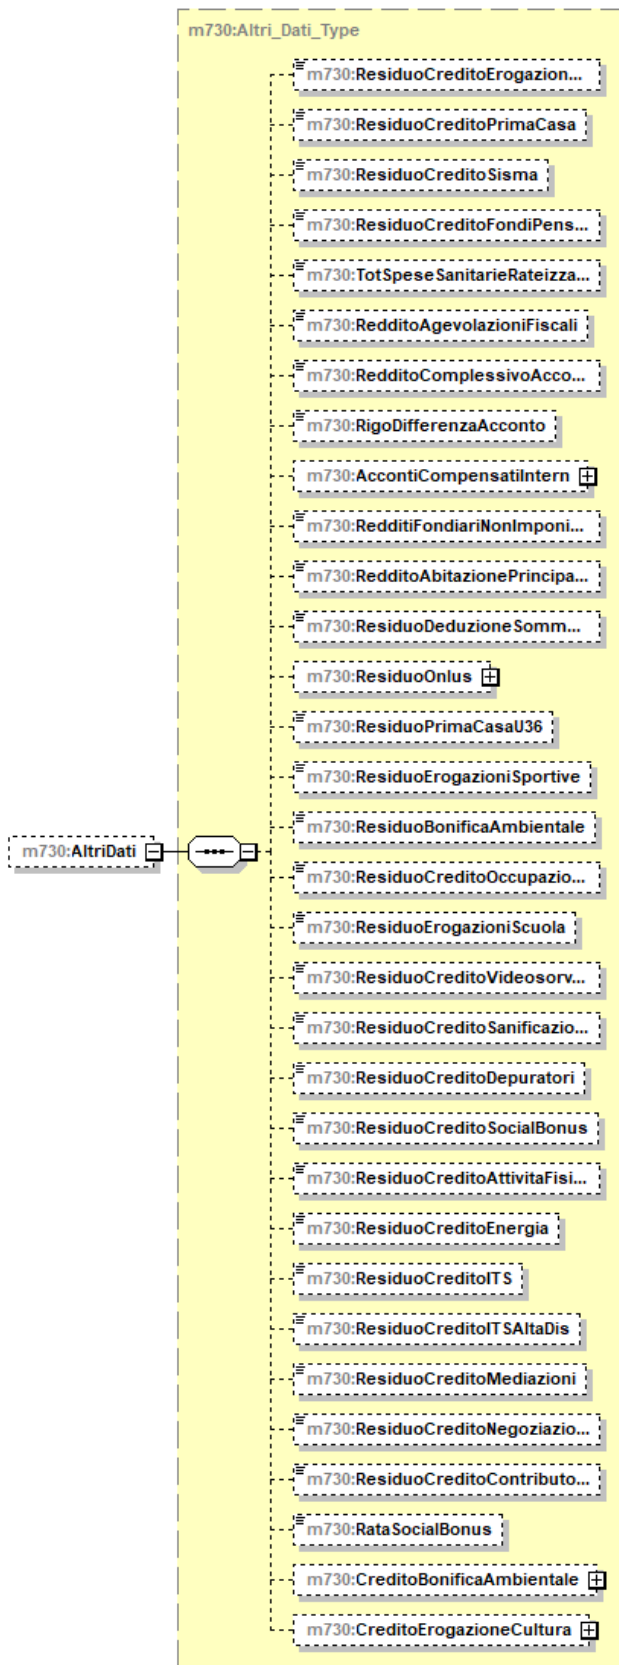 m730:Altri_Dati_Type
m730:ResiduoCreditoErogazion...
m730:ResiduoCreditoPrimaCasa
m730:ResiduoCreditoSisma
m730:ResiduoCreditoFondiPens...
m730:TotSpeseSanitarieRateizza...
m730:RedditoAgevolazioniFiscali
m730:RedditoComplessivoAcco...
m730:RigoDifferenzaAcconto
m730:AccontiCompensatiIntern
m730:RedditiFondiariNonImponi...
m730:RedditoAbitazionePrincipa...
m730:ResiduoDeduzioneSomm...
m730:ResiduoOnlus
m730:ResiduoPrimaCasaU36
m730:ResiduoErogazioniSportive
m730:ResiduoBonificaAmbientale
m730:AltriDati
m730:ResiduoCreditoOccupazio...
m730:ResiduoErogazioniScuola
m730:ResiduoCreditoVideosorv...
m730:ResiduoCreditoSanificazio...
m730:ResiduoCreditoDepuratori
m730:ResiduoCreditoSocialBonus
m730:ResiduoCreditoAttivitaFisi...
m730:ResiduoCreditoEnergia
m730:ResiduoCreditoITS
m730:ResiduoCreditoITSAltaDis
m730:ResiduoCreditoMediazioni
m730:ResiduoCreditoNegoziazio...
m730:ResiduoCreditoContributo...
m730:RataSocialBonus
m730:CreditoBonificaAmbientale
m730:CreditoErogazioneCultura